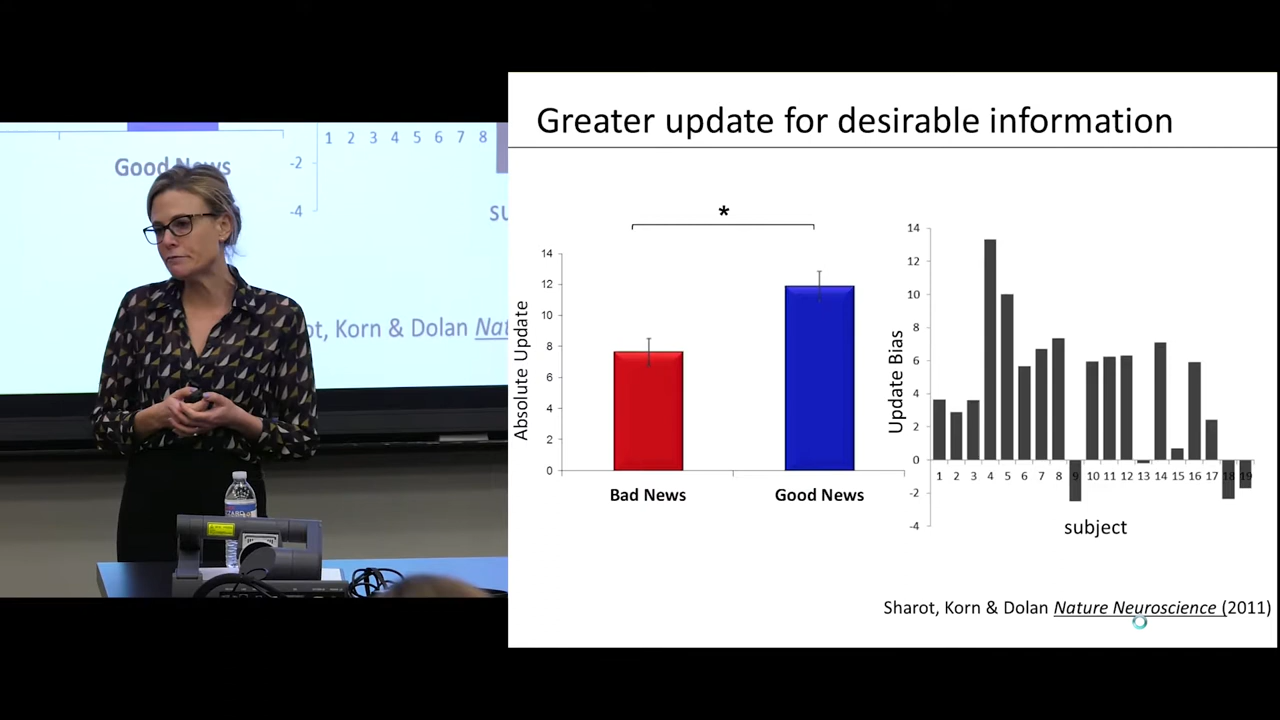 1 2 3 4 5 6 7 8
Good News
-2
-4
Korn & Dolan
Greater update for desirable information
*
14
12
10
8
6
4
2
0
Absolute Update
Bad News
Good News
14
12
10
8
6
4
2
0
-2
-4
Update Bias
1 2 3 4 5 6 7 8 9 10 11 12 13 14 15 16 17 18 19
subject
Sharot, Korn & Dolan Nature Neuroscience (2011)